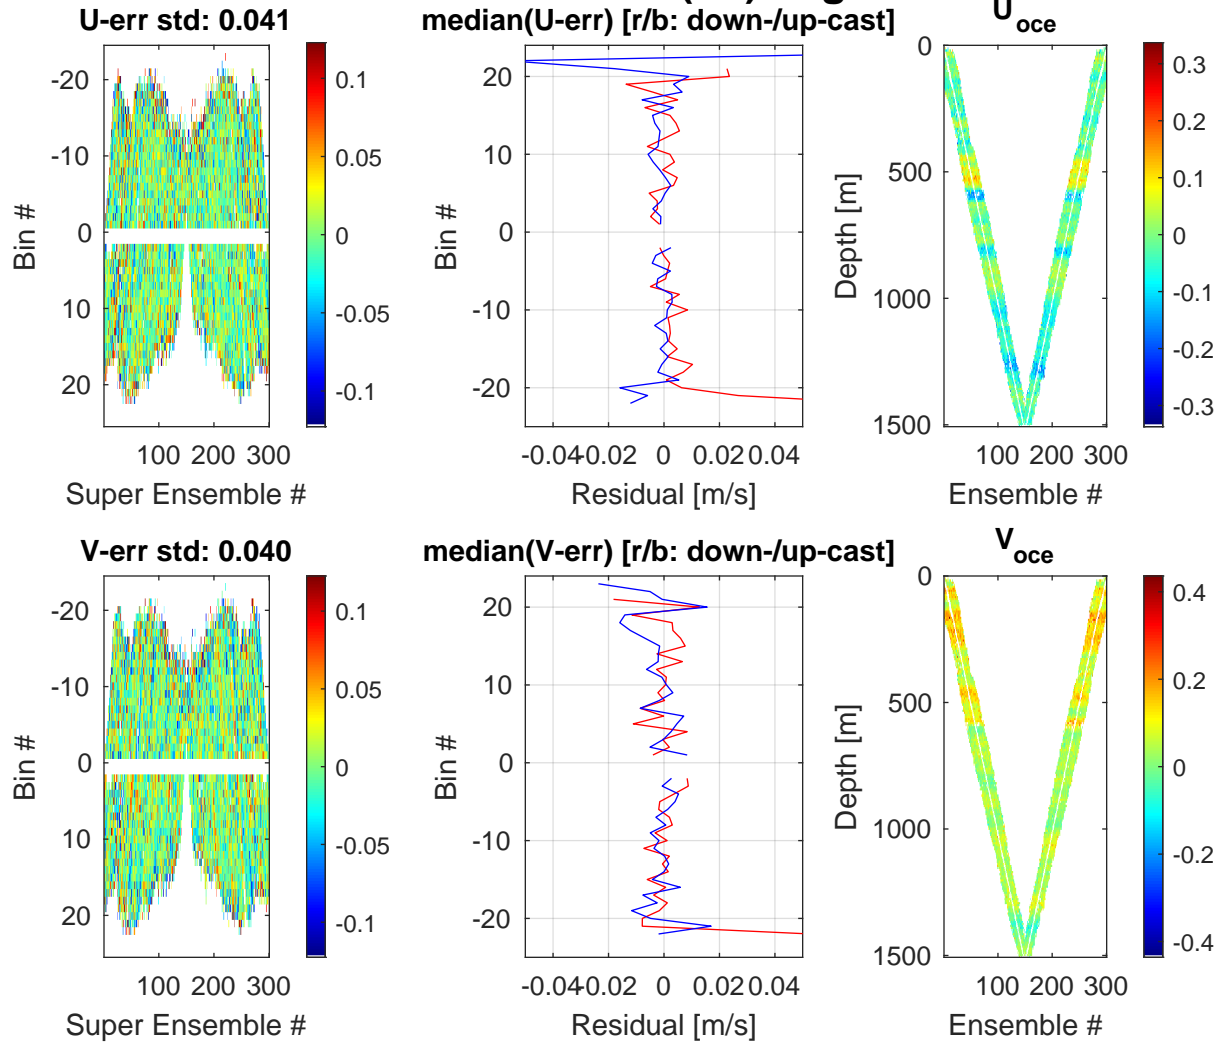 U-err std: 0.041
median(U-err) [r/b: down-/up-cast]
U_oce
-20
-10
0
10
20
Bin #
100 200 300
Super Ensemble #
0.1
0.05
0
-0.05
-0.1
20
10
0
-10
-20
Bin #
-0.04 -0.02 0 0.02 0.04
Residual [m/s]
0
500
1000
1500
Depth [m]
100 200 300
Ensemble #
0.3
0.2
0.1
0
-0.1
-0.2
-0.3
V-err std: 0.040
median(V-err) [r/b: down-/up-cast]
V_oce
-20
-10
0
10
20
Bin #
100 200 300
Super Ensemble #
0.1
0.05
0
-0.05
-0.1
20
10
0
-10
-20
Bin #
-0.04 -0.02 0 0.02 0.04
Residual [m/s]
0
500
1000
1500
Depth [m]
100 200 300
Ensemble #
0.4
0.2
0
-0.2
-0.4